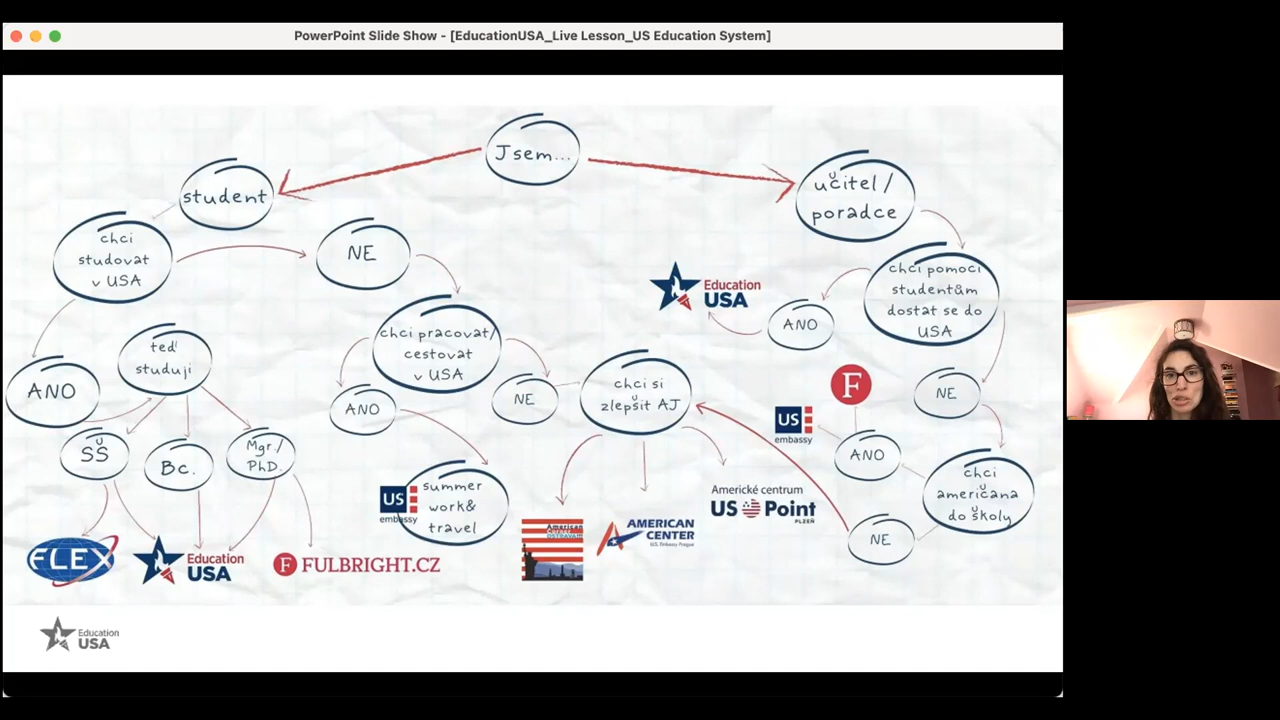 PowerPoint Slide Show - [EducationUSA_Live Lesson_US Education System]
Jsem...
student
učitel/
poradce
chci
studovat
v USA
NE
chci pomoci
studentům
dostat se do
USA
Education
USA
ANO
chci pracovat/
cestovat
v USA
teď
studuji
ANO
ANO
NE
chci si
zlepšit AJ
F
NE
US
embassy
ANO
SŠ
Bc.
Mgr./
PhD.
chci
američana
do školy
NE
US
embassy
summer
work&
travel
Americké centrum
US Point
PLZEŇ
American
OSTRAVA
AMERICAN
CENTER
U.S. Embassy Prague
FLEX
Education
USA
F FULBRIGHT.CZ
Education
USA